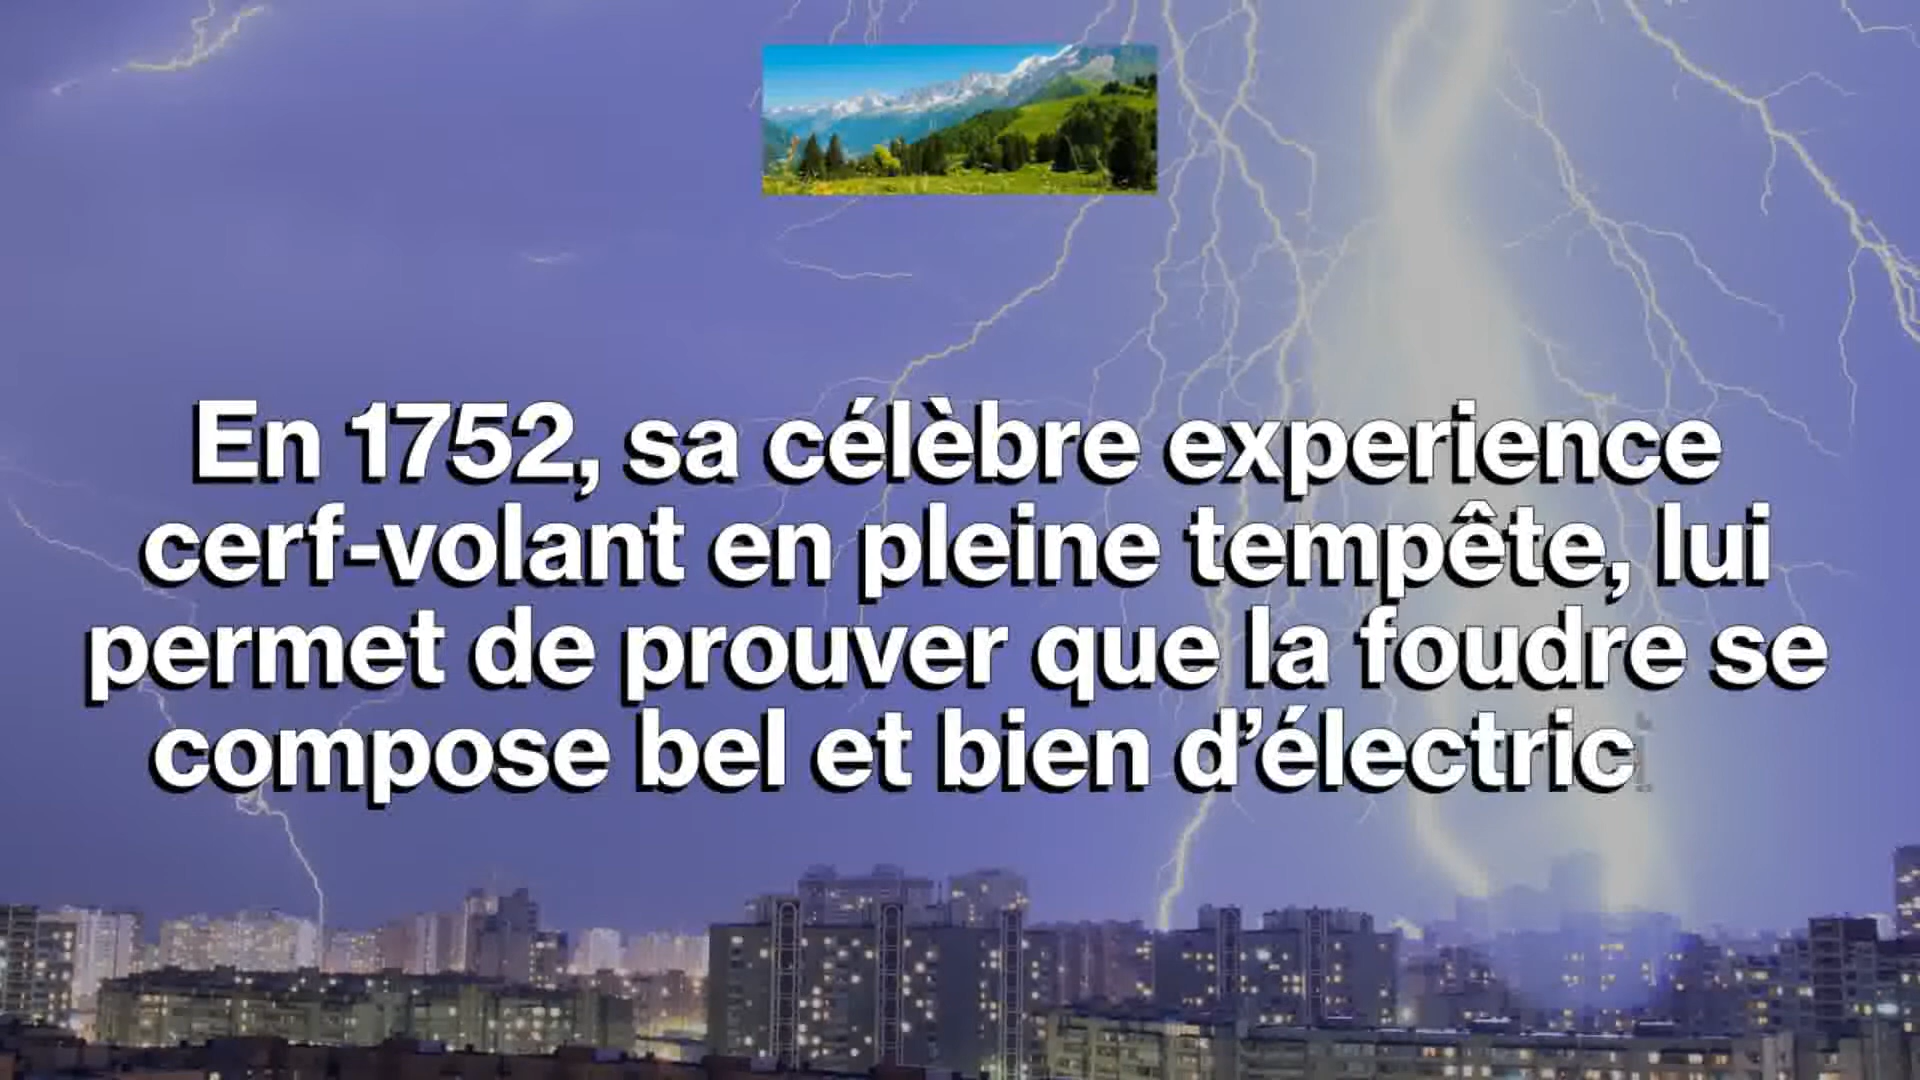 En 1752, sa célèbre experience
cerf-volant en pleine tempête, lui
permet de prouver que la foudre se
compose bel et bien d’électric